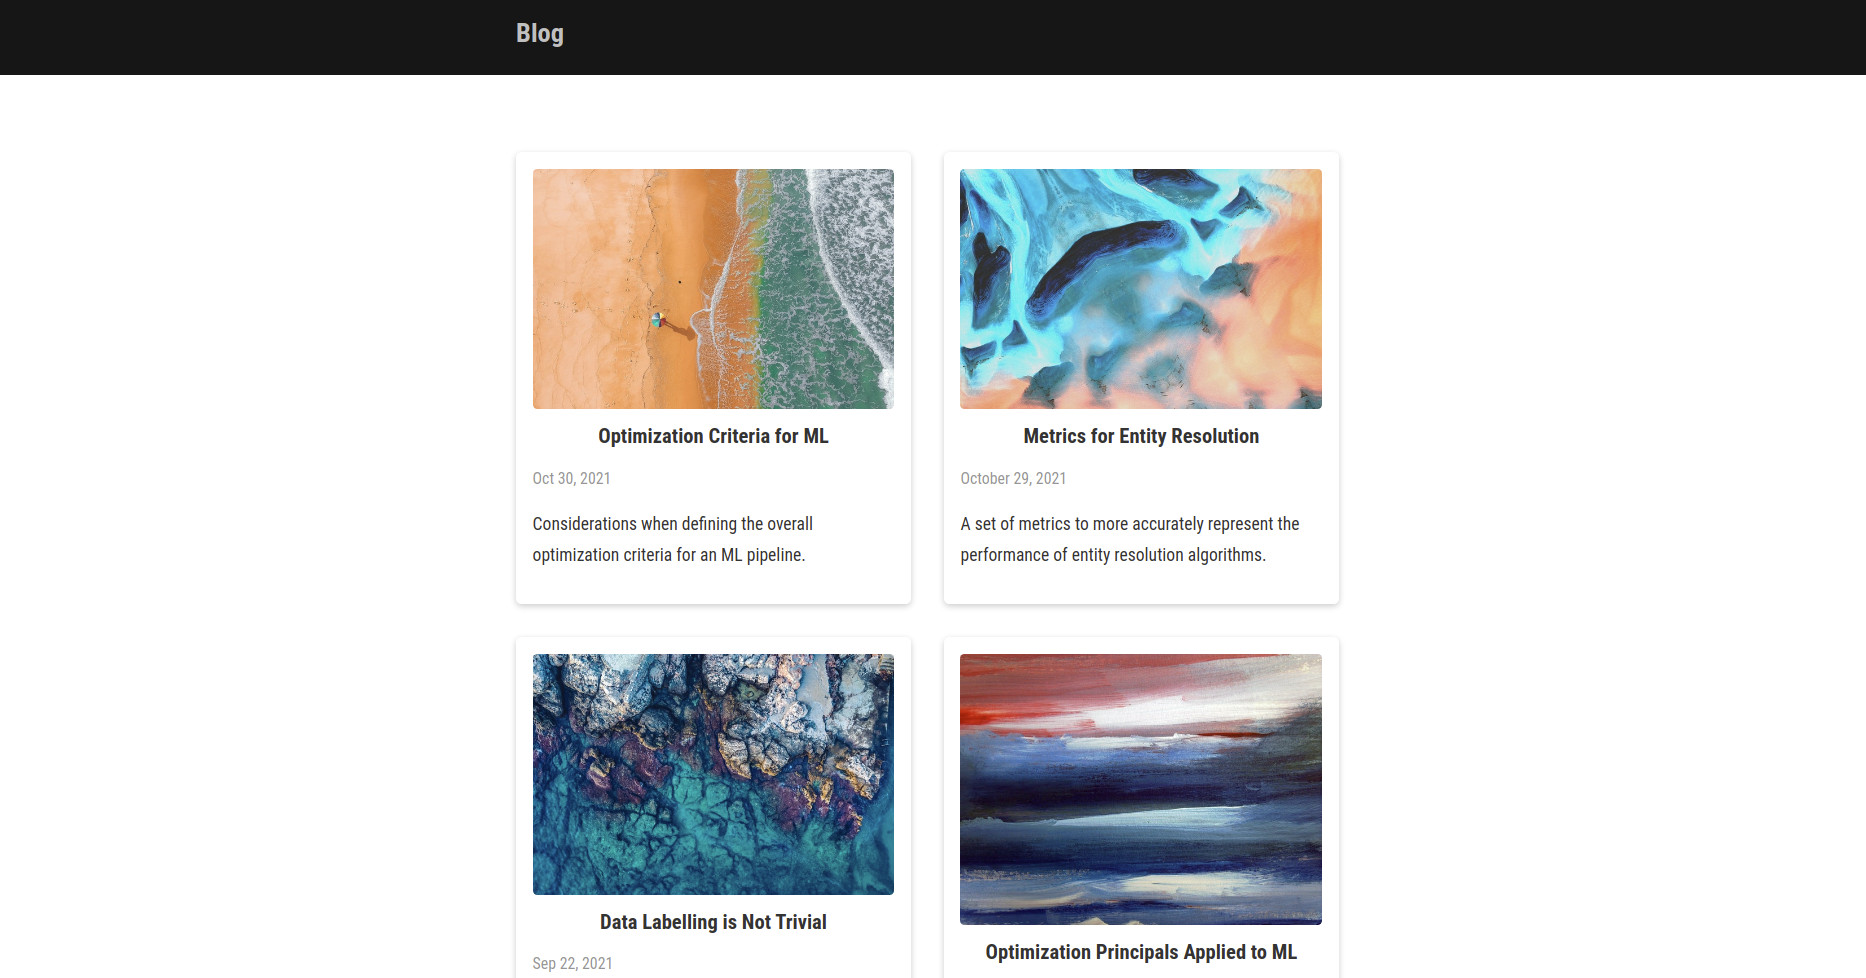 Blog
Optimization Criteria for ML
Oct 30, 2021
Considerations when defining the overall
optimization criteria for an ML pipeline.
Metrics for Entity Resolution
October 29, 2021
A set of metrics to more accurately represent the
performance of entity resolution algorithms.
Data Labelling is Not Trivial
Sep 22, 2021
Optimization Principals Applied to ML